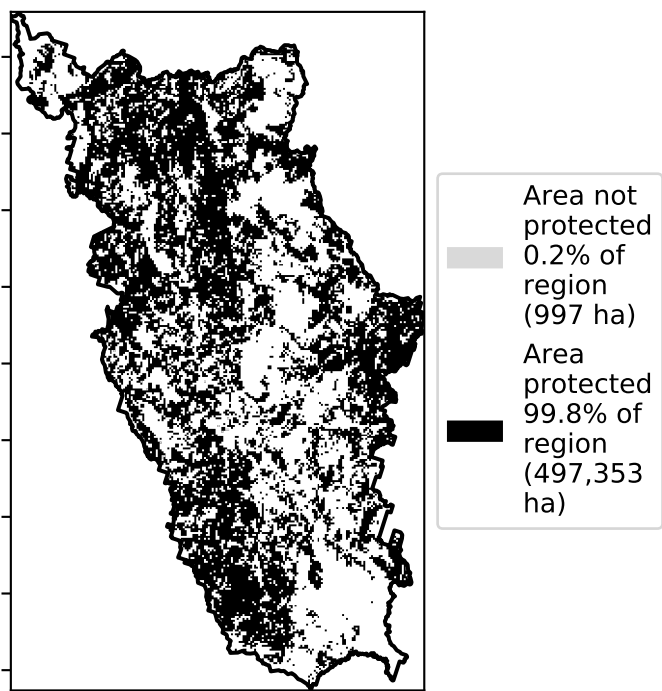 Area not
protected
0.2% of
region
(997 ha)
Area
protected
99.8% of
region
(497,353
ha)